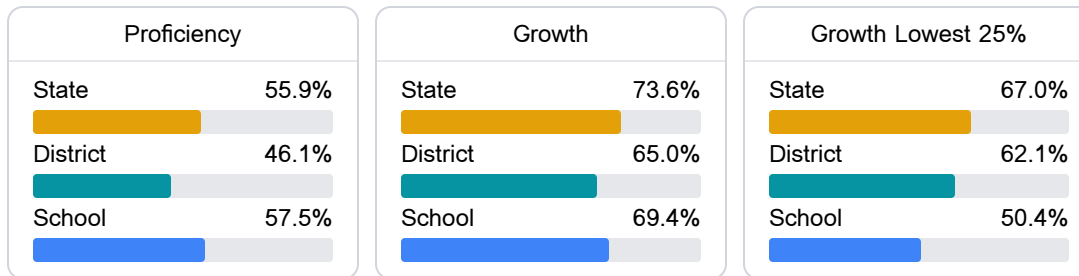 Proficiency
State 55.9%
District 46.1%
School 57.5%
Growth
State 73.6%
District 65.0%
School 69.4%
Growth Lowest 25%
State 67.0%
District 62.1%
School 50.4%